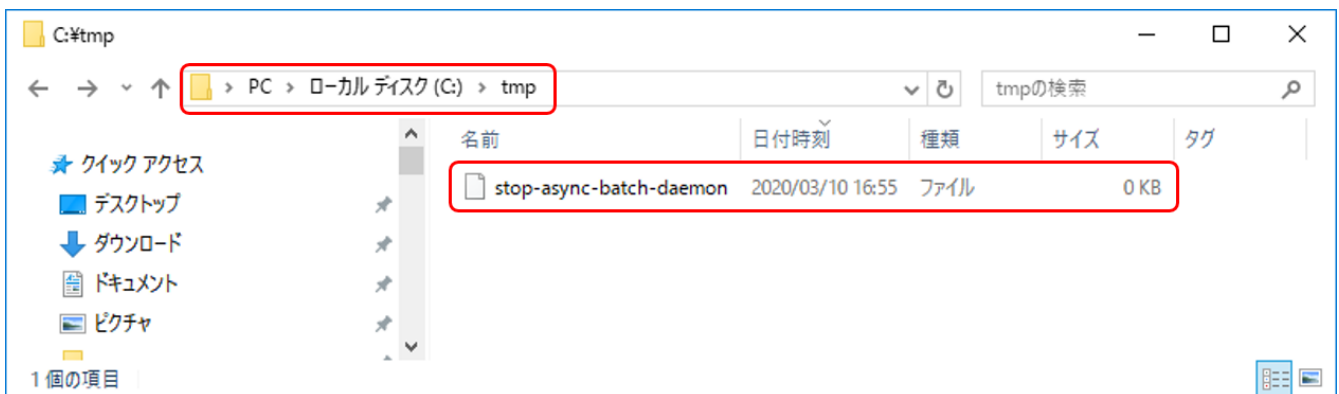 C:¥tmp
PC > ローカル ディスク (C:) > tmp
tmpの検索
クイック アクセス
デスクトップ
ダウンロード
ドキュメント
ピクチャ
名前 日付時刻 種類 サイズ タグ
stop-async-batch-daemon 2020/03/10 16:55 ファイル 0 KB
1 個の項目